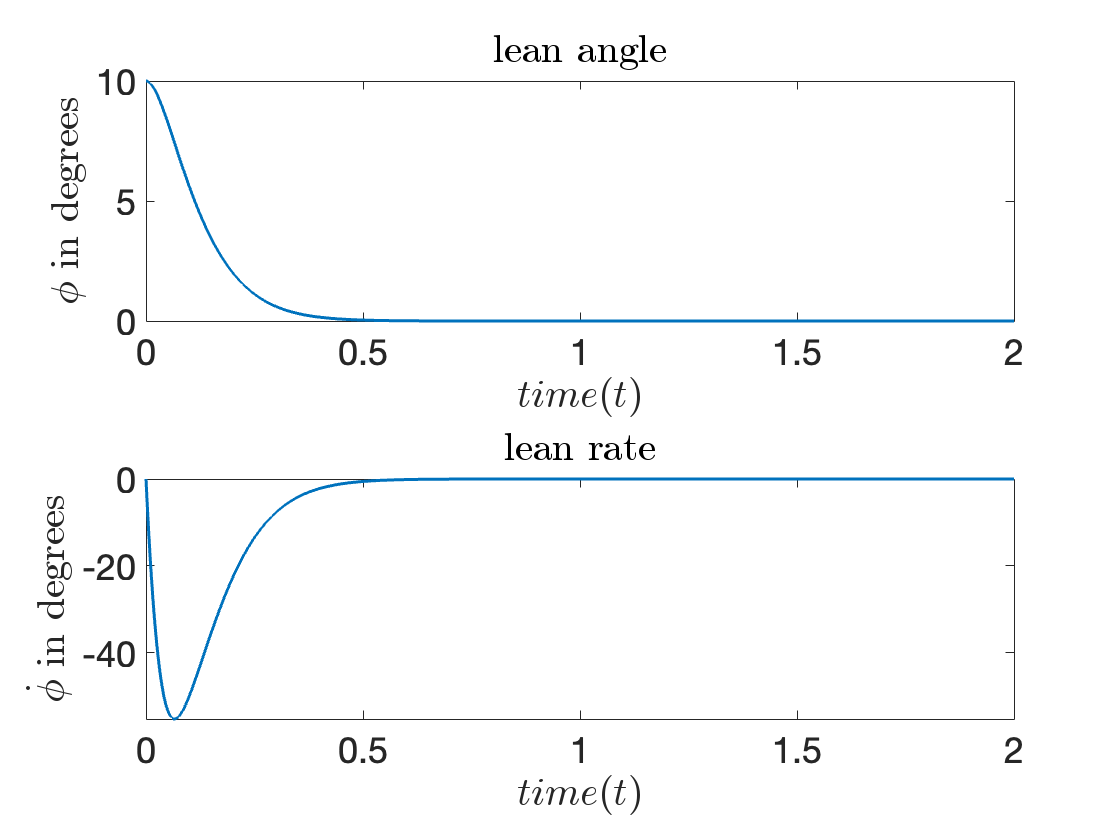 lean angle
ϕ in degrees
10
5
0
0 0.5 1 1.5 2
time(t)
lean rate
ϕ̇ in degrees
0
-20
-40
0 0.5 1 1.5 2
time(t)